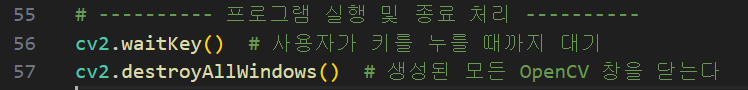 55 # ---------- 프로그램 실행 및 종료 처리 ----------
56 cv2.waitKey()  # 사용자가 키를 누를 때까지 대기
57 cv2.destroyAllWindows()  # 생성된 모든 OpenCV 창을 닫는다